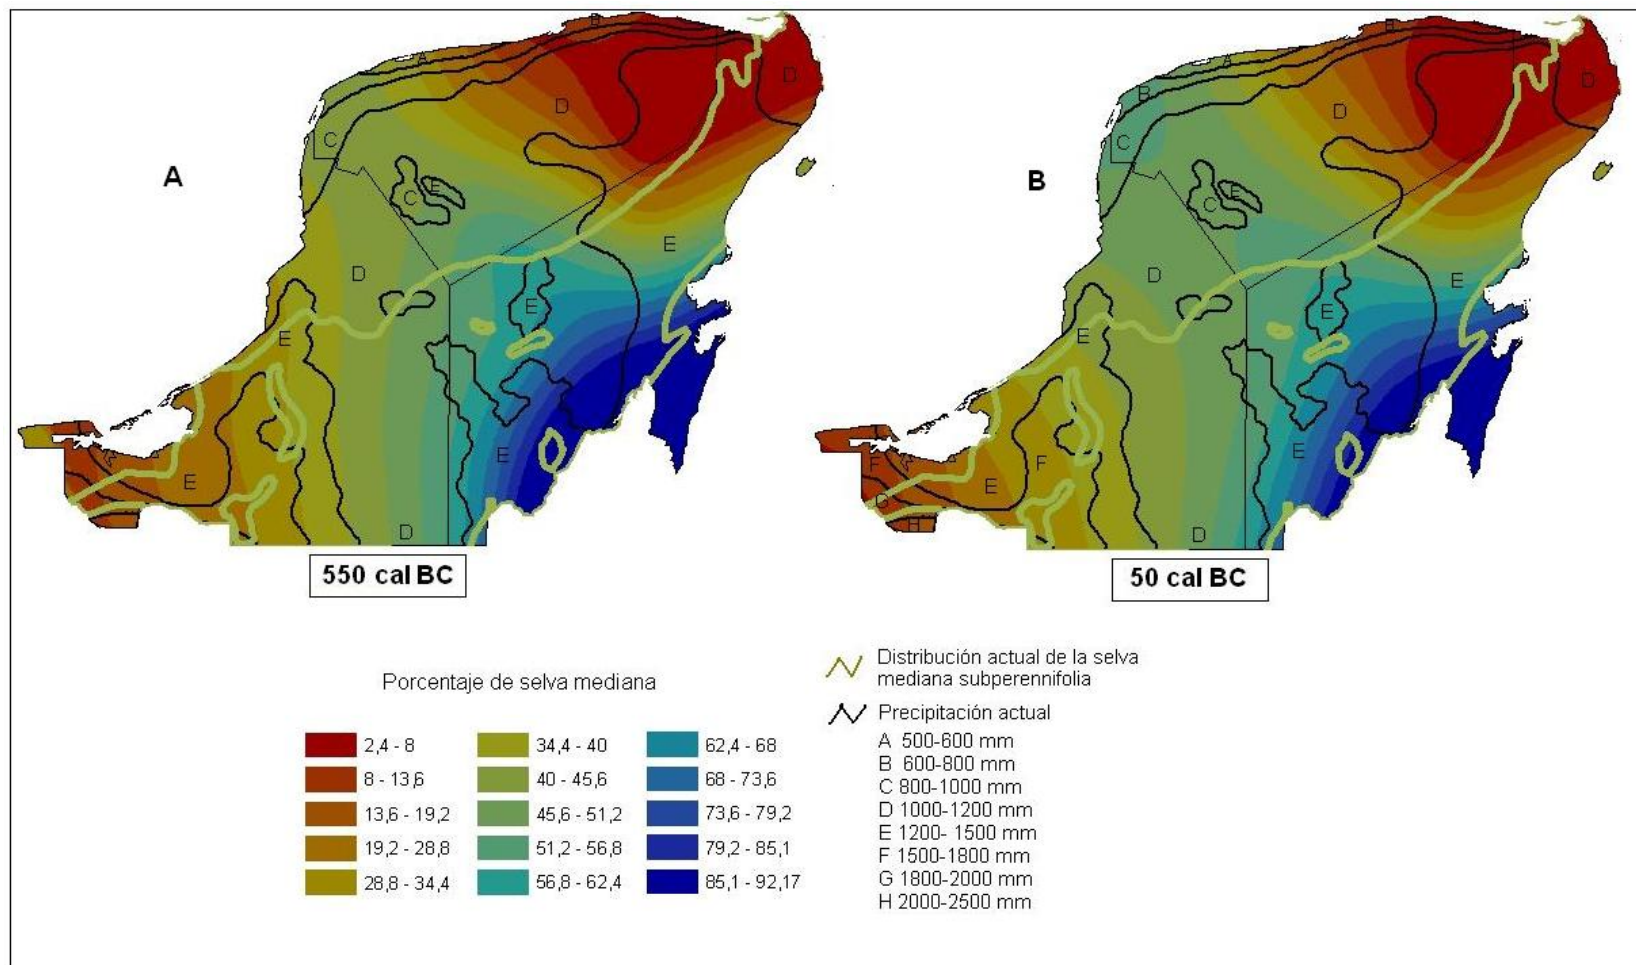 B
A
D
D
C
A
E
C
E
D
E
E
E
E
D
550 cal BC
B
A
B
D
D
C
B
E
C
E
D
E
E
F
E
F
E
G
H
D
50 cal BC
Porcentaje de selva mediana
2,4 - 8
8 - 13,6
13,6 - 19,2
19,2 - 28,8
28,8 - 34,4
34,4 - 40
40 - 45,6
45,6 - 51,2
51,2 - 56,8
56,8 - 62,4
62,4 - 68
68 - 73,6
73,6 - 79,2
79,2 - 85,1
85,1 - 92,17
Distribución actual de la selva
mediana subperennifolia
Precipitación actual
A 500-600 mm
B 600-800 mm
C 800-1000 mm
D 1000-1200 mm
E 1200- 1500 mm
F 1500-1800 mm
G 1800-2000 mm
H 2000-2500 mm